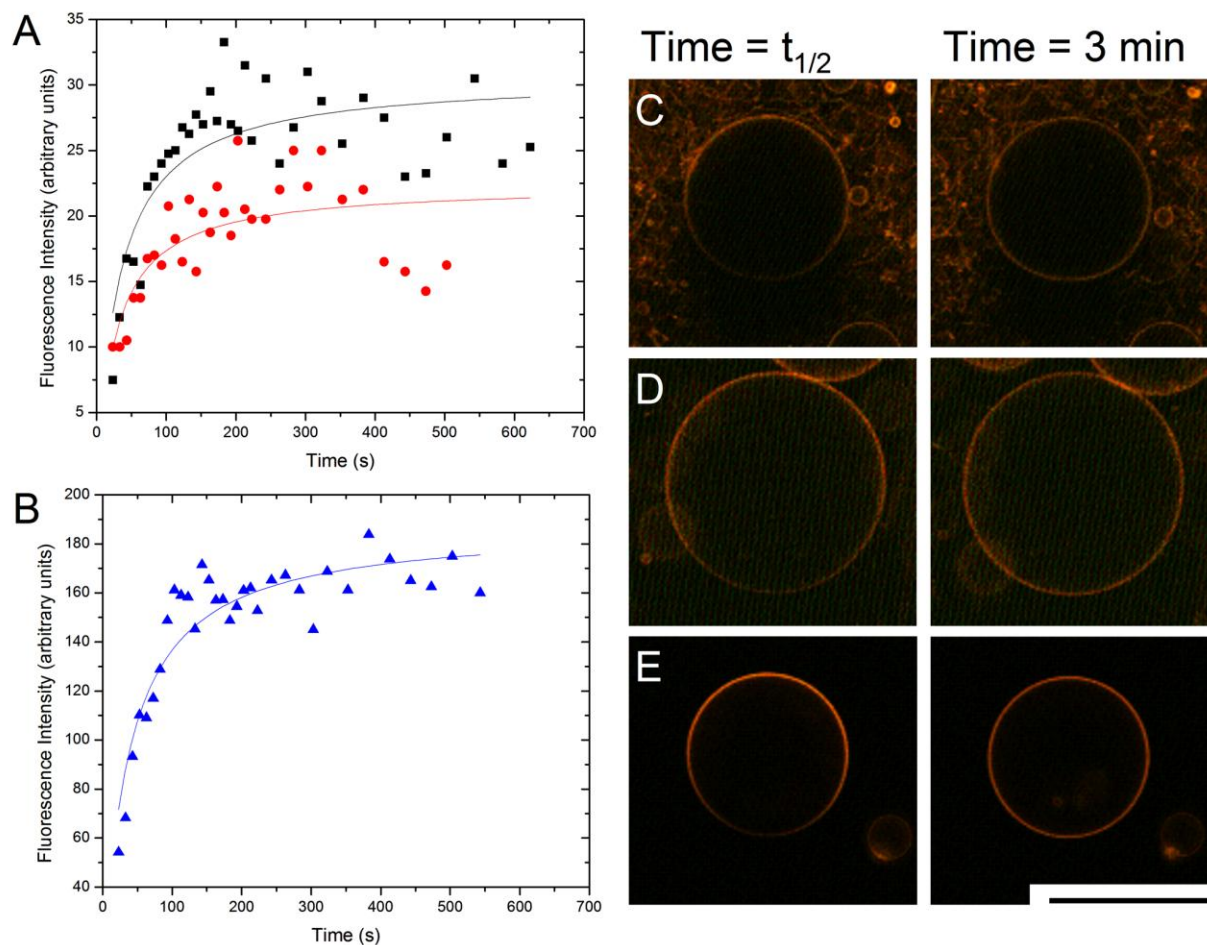 A
Fluorescence Intensity (arbitrary units)
35
30
25
20
15
10
5
0 100 200 300 400 500 600 700
Time (s)
B
Fluorescence Intensity (arbitrary units)
200
180
160
140
120
100
80
60
40
0 100 200 300 400 500 600 700
Time (s)
Time = t1/2 Time = 3 min
C
D
E